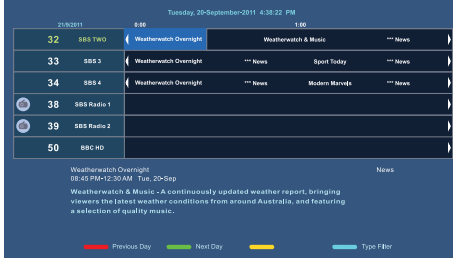 Tuesday, 20-September-2011 4:38:22 PM
21/9/2011 0:00 1:00
32 SBS TWO Weatherwatch Overnight Weatherwatch & Music *** News
33 SBS 3 Weatherwatch Overnight *** News Sport Today *** News
34 SBS 4 Weatherwatch Overnight *** News Modern Marvels *** News
38 SBS Radio 1
39 SBS Radio 2
50 BBC HD
Weatherwatch Overnight News
08:45 PM-12:30 AM Tue, 20-Sep
Weatherwatch & Music - A continuously updated weather report, bringing
viewers the latest weather conditions from around Australia, and featuring
a selection of quality music.
Previous Day Next Day Type Filter